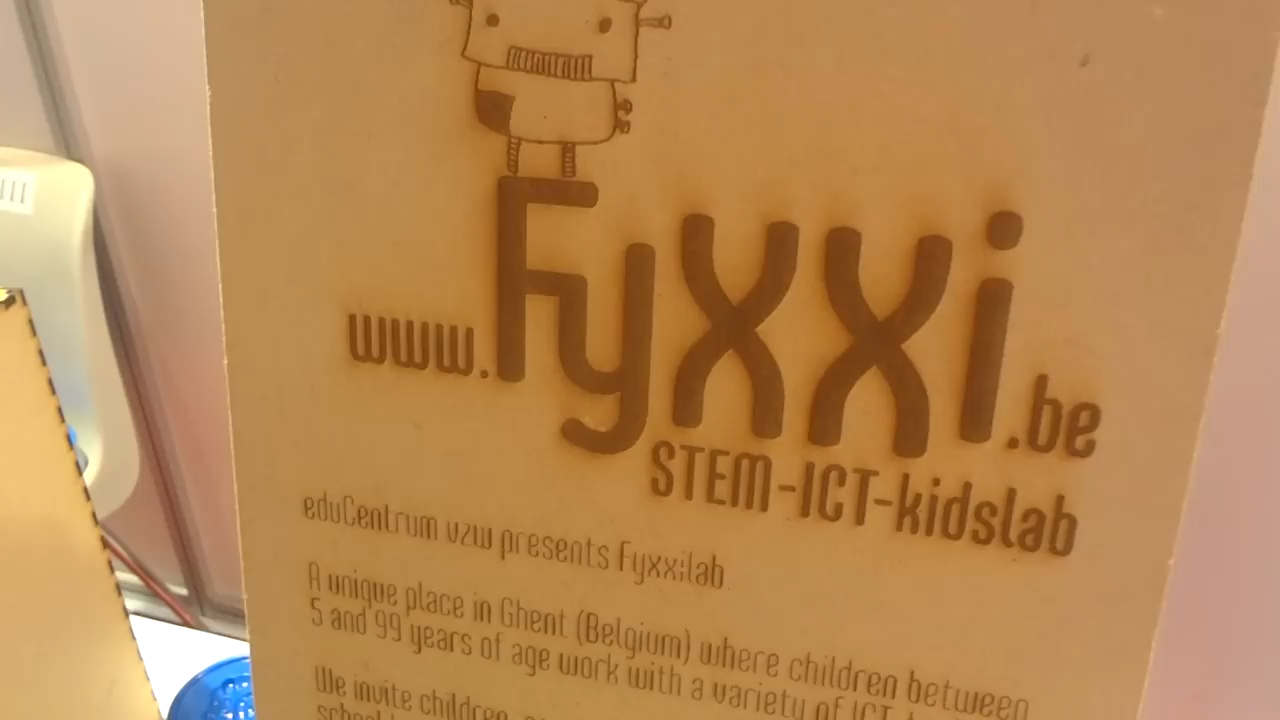 www.Fyxxi.be
STEM-ICT-kidslab
eduCentrum vzw presents Fyxxilab.
A unique place in Ghent (Belgium) where children between
5 and 99 years of age work with a variety of ICT
We invite children